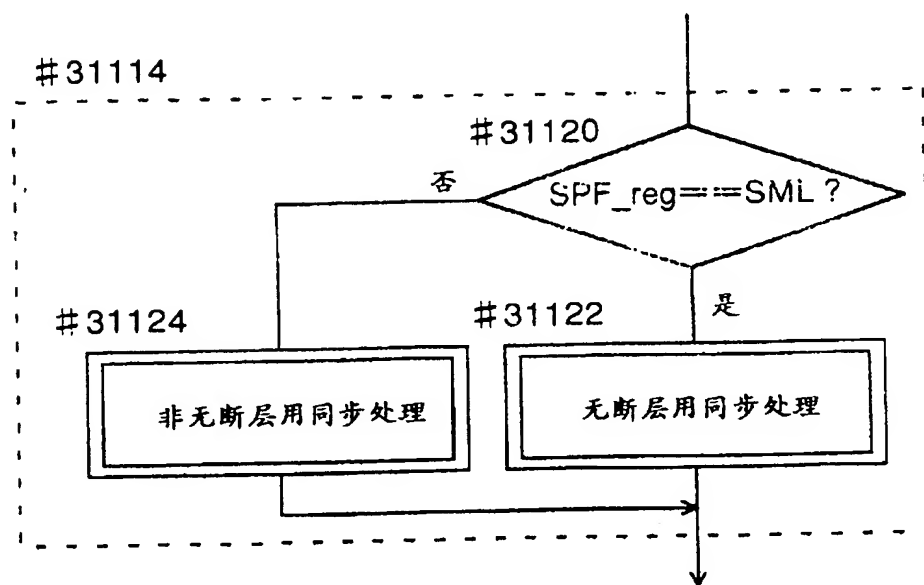 #31114
#31120
否
SPF_reg===SML?
#31124
#31122
是
非无断层用同步处理
无断层用同步处理